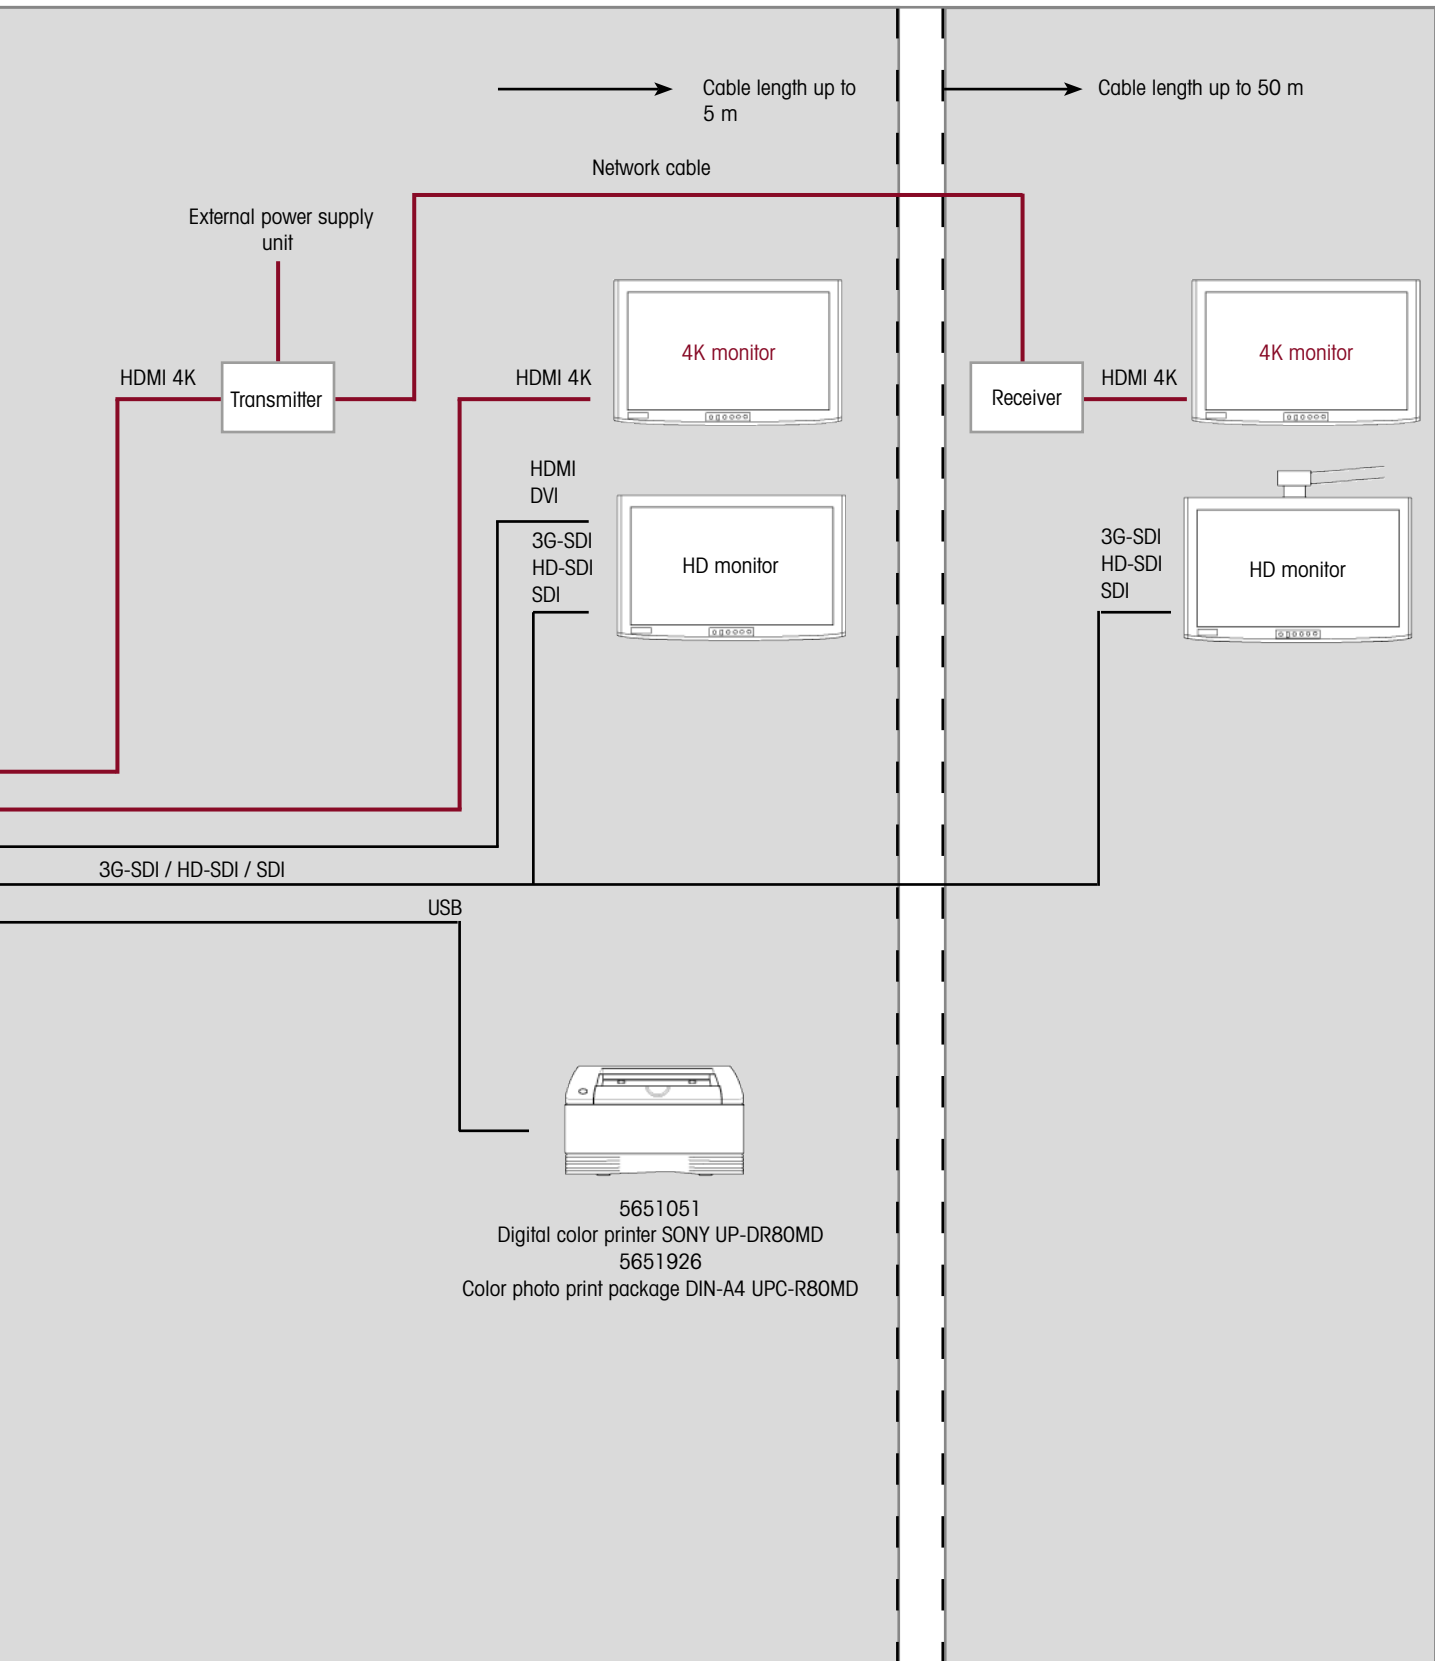 Cable length up to
5 m
Cable length up to 50 m
Network cable
External power supply
unit
HDMI 4K
Transmitter
HDMI 4K
4K monitor
Receiver
HDMI 4K
4K monitor
HDMI
DVI
3G-SDI
HD-SDI
SDI
HD monitor
3G-SDI
HD-SDI
SDI
HD monitor
3G-SDI / HD-SDI / SDI
USB
5651051
Digital color printer SONY UP-DR80MD
5651926
Color photo print package DIN-A4 UPC-R80MD